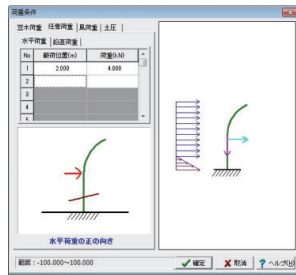 荷重条件
笠木荷重 任意荷重 風荷重 土圧
水平荷重 鉛直荷重
No 載荷位置(m) 荷重(kN)
1 2.000 4.000
2
3
4
5
水平荷重の正の向き
範囲：-100.000～100.000
確定 取消 ? ヘルプ(H)